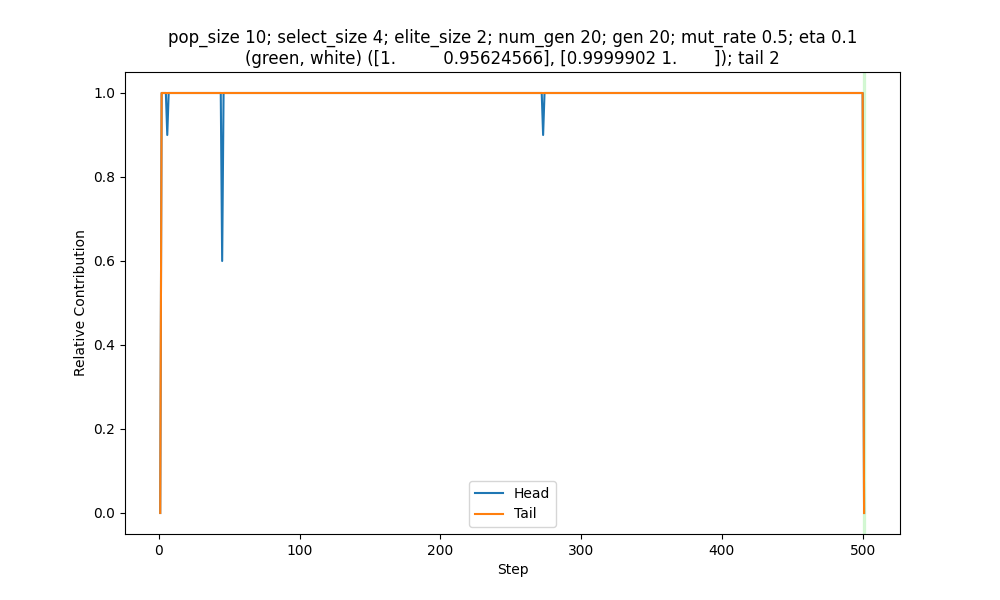 pop_size 10; select_size 4; elite_size 2; num_gen 20; gen 20; mut_rate 0.5; eta 0.1
(green, white) ([1.         0.95624566], [0.9999902 1.       ]); tail 2
1.0
0.8
0.6
0.4
0.2
0.0
Relative Contribution
Head
Tail
0
100
200
300
400
500
Step